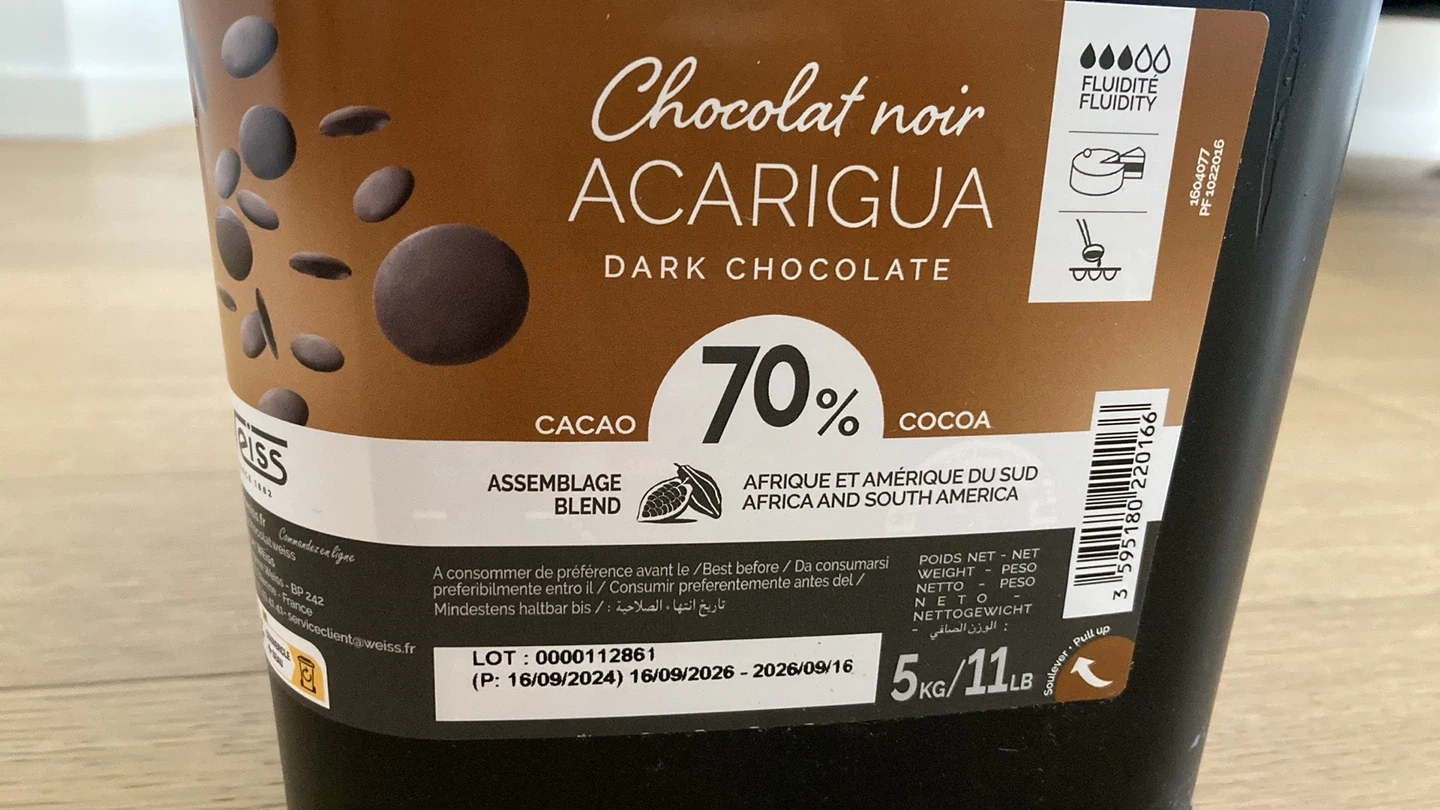 Chocolat noir
ACARIGUA
DARK CHOCOLATE
FLUIDITÉ
FLUIDITY
1604077
PF 1022016
70%
CACAO
COCOA
eiss
1882
ASSEMBLAGE
BLEND
AFRIQUE ET AMÉRIQUE DU SUD
AFRICA AND SOUTH AMERICA
3 595180 220166
Commandez en ligne
weiss
- BP 242
- France
serviceclient@weiss.fr
A consommer de préférence avant le /Best before / Da consumarsi
preferibilmente entro il / Consumir preferentemente antes del /
Mindestens haltbar bis / : تاريخ انتهاء الصلاحية
POIDS NET - NET
WEIGHT - PESO
NETTO - PESO
NETO -
NETTOGEWICHT
- الوزن الصافي :
LOT : 0000112861
(P: 16/09/2024) 16/09/2026 - 2026/09/16
5KG/11LB
Soulever • Pull up